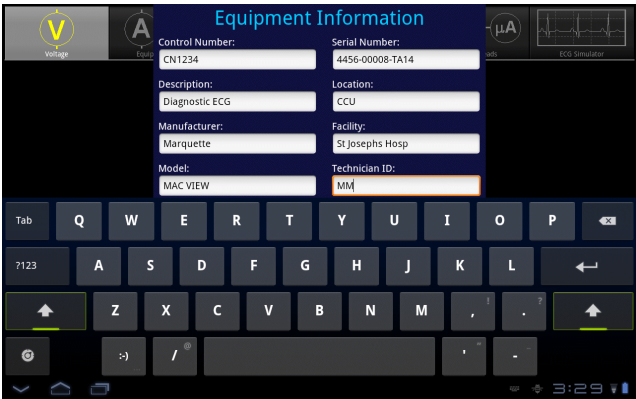 Equipment Information
V
Voltage
A
Equip
µA
ads
ECG Simulator
Control Number:
Serial Number:
CN1234
4456-00008-TA14
Description:
Location:
Diagnostic ECG
CCU
Manufacturer:
Facility:
Marquette
St Josephs Hosp
Model:
Technician ID:
MAC VIEW
MM
Tab Q W E R T Y U I O P
?123 A S D F G H J K L
Z X C V B N M , ! . ?
:-) / @ ' " - _
3:29